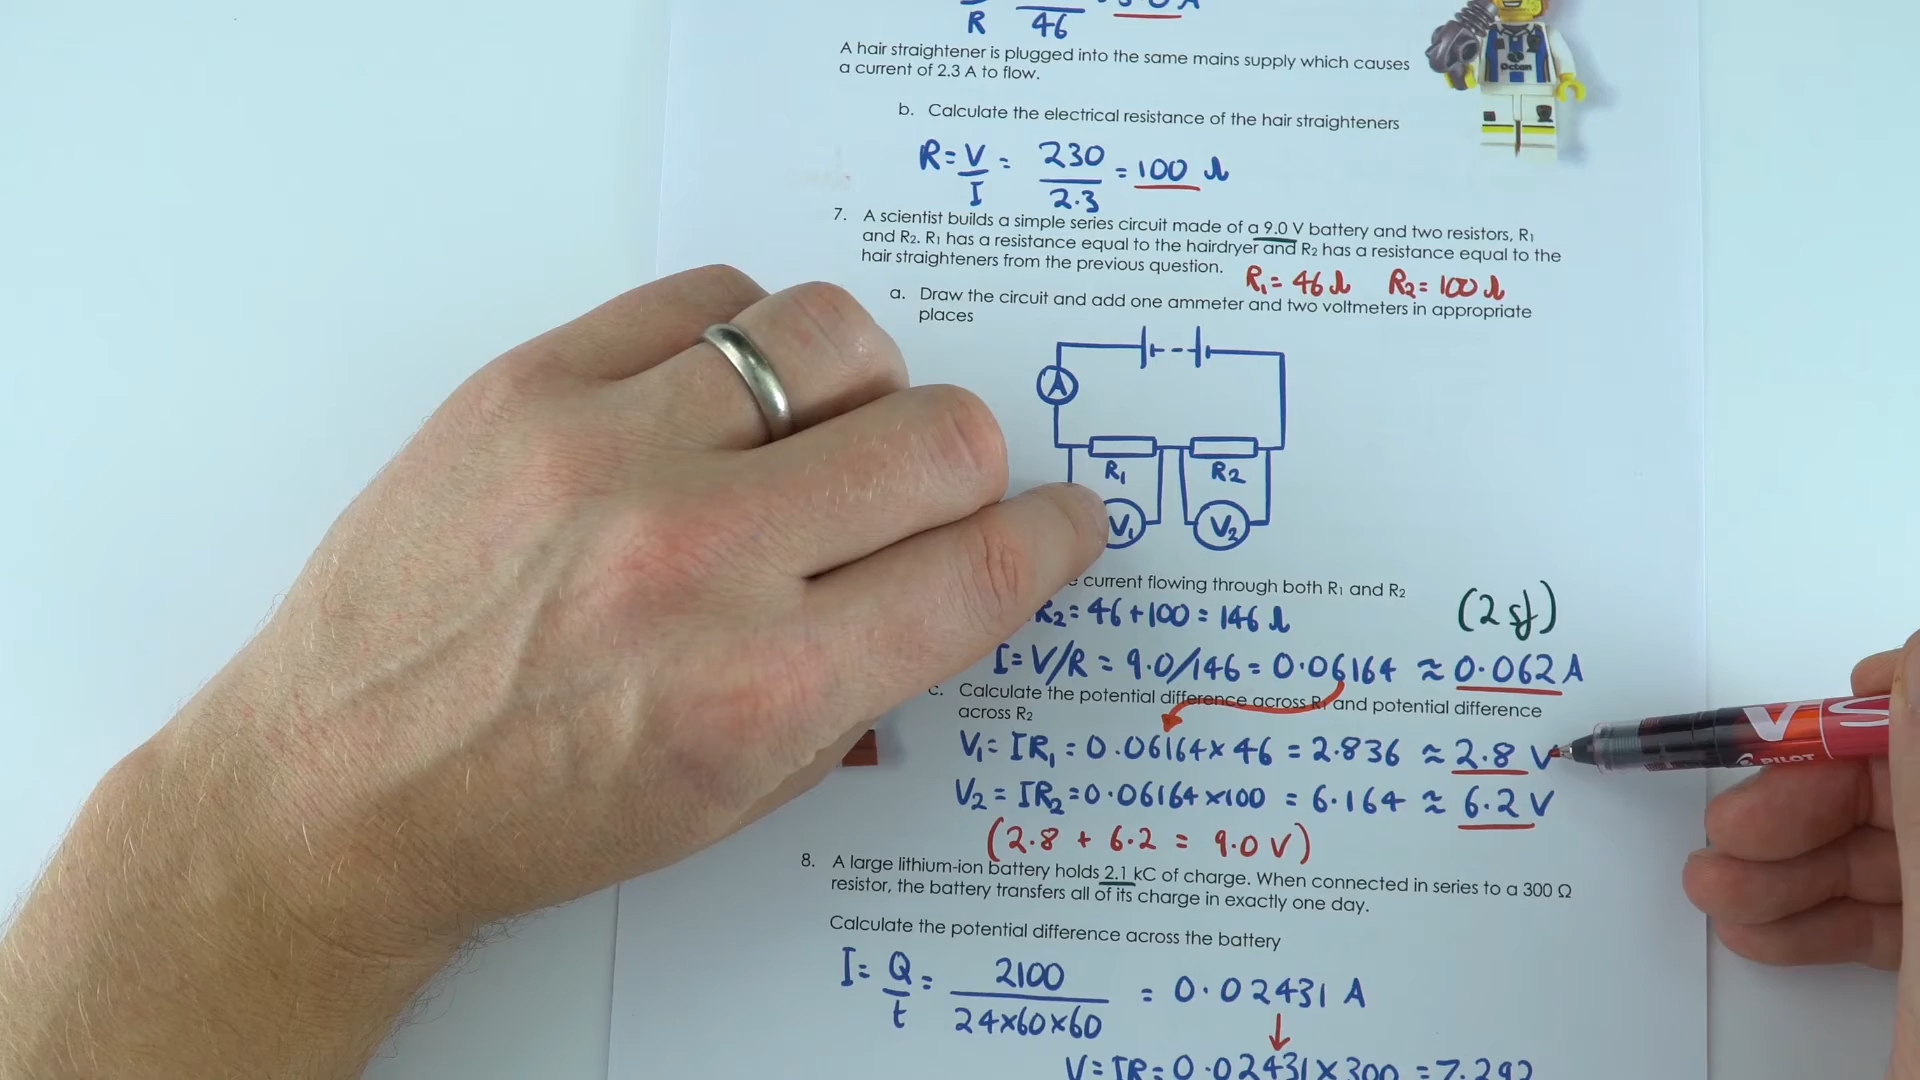 R 46
A hair straightener is plugged into the same mains supply which causes
a current of 2.3 A to flow.
Octan
b. Calculate the electrical resistance of the hair straighteners
R = V/I = 230/2.3 = 100 Ω
7. A scientist builds a simple series circuit made of a 9.0 V battery and two resistors, R1
and R2. R1 has a resistance equal to the hairdryer and R2 has a resistance equal to the
hair straighteners from the previous question. R1 = 46 Ω R2 = 100 Ω
a. Draw the circuit and add one ammeter and two voltmeters in appropriate
places
A
R1 R2
V1 V2
current flowing through both R1 and R2
(2 sf)
R2 = 46 + 100 = 146 Ω
I = V/R = 9.0/146 = 0.06164 ≈ 0.062 A
c. Calculate the potential difference across R1 and potential difference
across R2
V1 = IR1 = 0.06164 × 46 = 2.836 ≈ 2.8 V
V2 = IR2 = 0.06164 × 100 = 6.164 ≈ 6.2 V
(2.8 + 6.2 = 9.0 V)
8. A large lithium-ion battery holds 2.1 kC of charge. When connected in series to a 300 Ω
resistor, the battery transfers all of its charge in exactly one day.
Calculate the potential difference across the battery
I = Q/t = 2100/24×60×60 = 0.02431 A
V = IR = 0.02431 × 300 = 7.292
PILOT